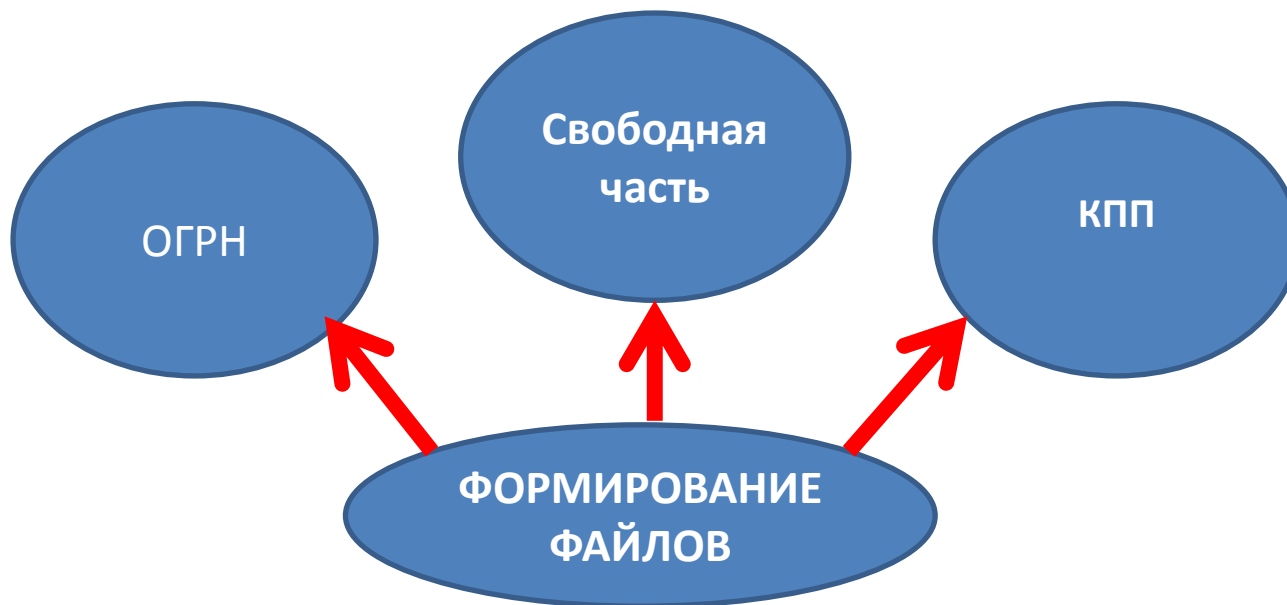 ОГРН
Свободная
часть
КПП
ФОРМИРОВАНИЕ
ФАЙЛОВ